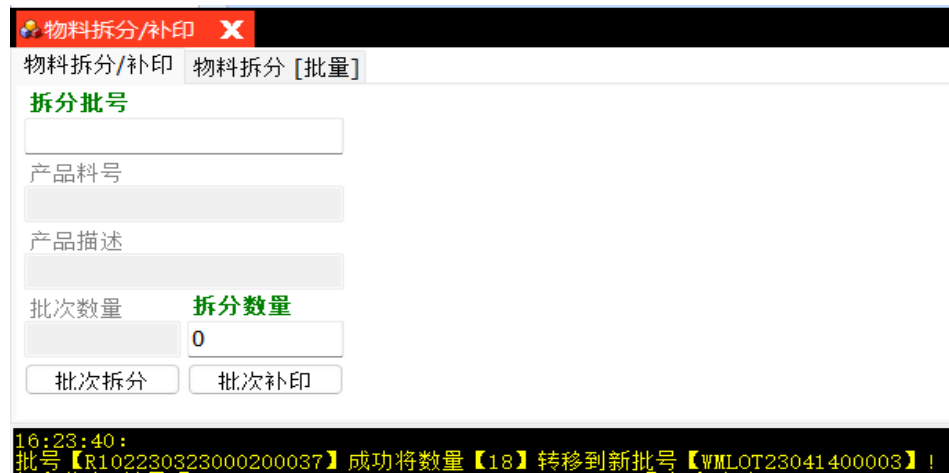 物料拆分/补印 X
物料拆分/补印 物料拆分 [批量]
拆分批号
产品料号
产品描述
批次数量 拆分数量
0
批次拆分 批次补印
16:23:40:
批号【R102230323000200037】成功将数量【18】转移到新批号【WMLOT23041400003】!